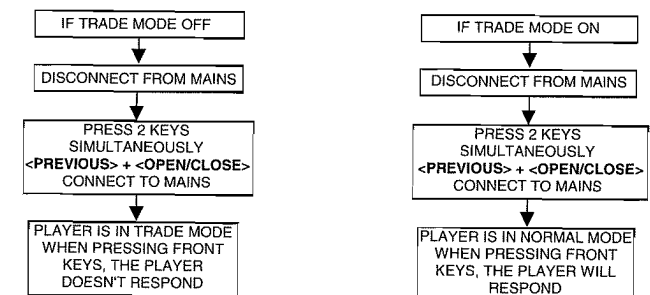 IF TRADE MODE OFF
DISCONNECT FROM MAINS
PRESS 2 KEYS
SIMULTANEOUSLY
<PREVIOUS> + <OPEN/CLOSE>
CONNECT TO MAINS
PLAYER IS IN TRADE MODE
WHEN PRESSING FRONT
KEYS, THE PLAYER
DOESN'T RESPOND
IF TRADE MODE ON
DISCONNECT FROM MAINS
PRESS 2 KEYS
SIMULTANEOUSLY
<PREVIOUS> + <OPEN/CLOSE>
CONNECT TO MAINS
PLAYER IS IN NORMAL MODE
WHEN PRESSING FRONT
KEYS, THE PLAYER WILL
RESPOND